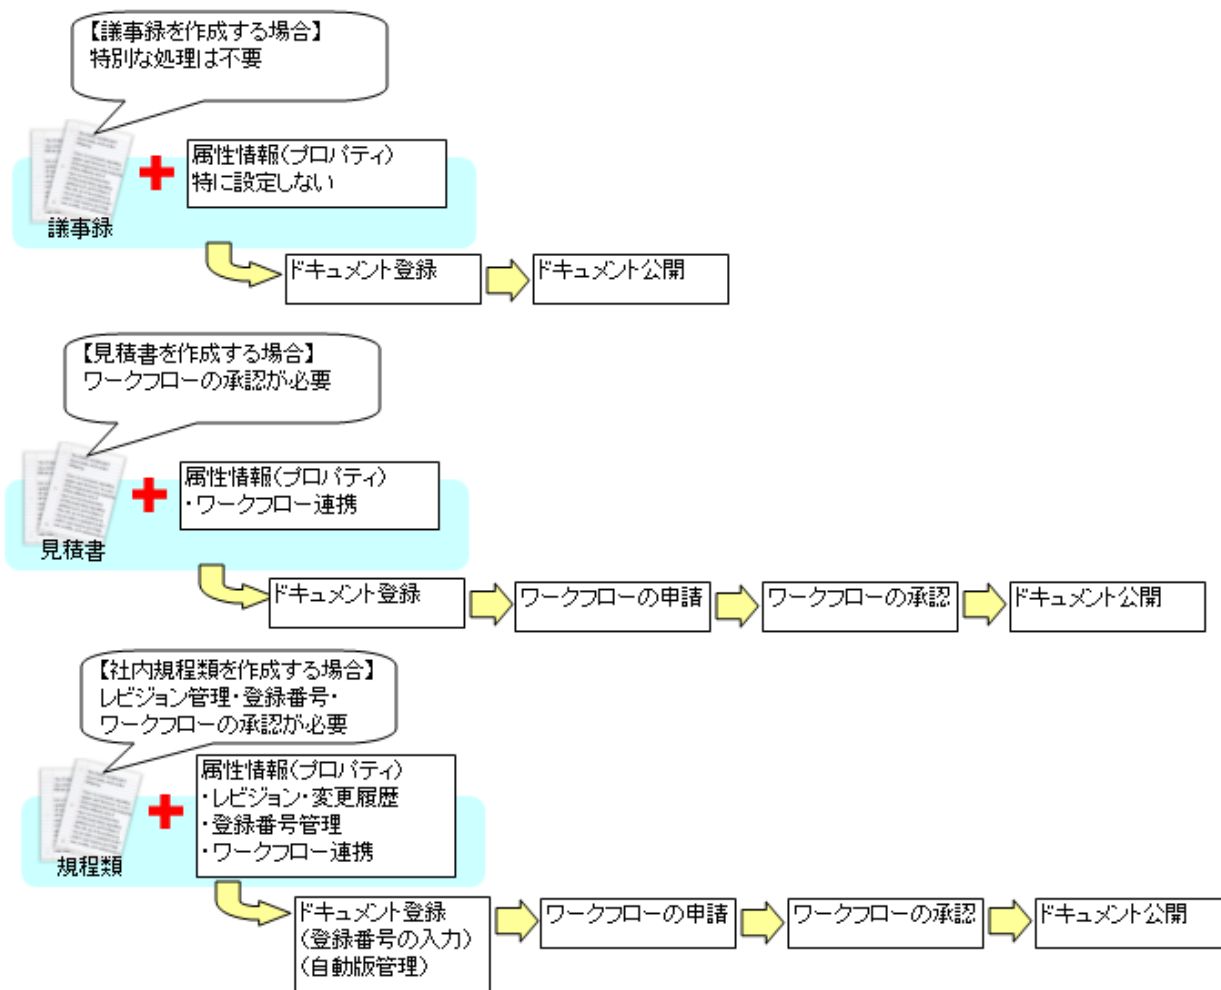 【議事録を作成する場合】
特別な処理は不要
属性情報(プロパティ)
特に設定しない
議事録
ドキュメント登録
ドキュメント公開
【見積書を作成する場合】
ワークフローの承認が必要
属性情報(プロパティ)
・ワークフロー連携
見積書
ドキュメント登録
ワークフローの申請
ワークフローの承認
ドキュメント公開
【社内規程類を作成する場合】
レビジョン管理・登録番号・
ワークフローの承認が必要
属性情報(プロパティ)
・レビジョン・変更履歴
・登録番号管理
・ワークフロー連携
規程類
ドキュメント登録
(登録番号の入力)
(自動版管理)
ワークフローの申請
ワークフローの承認
ドキュメント公開